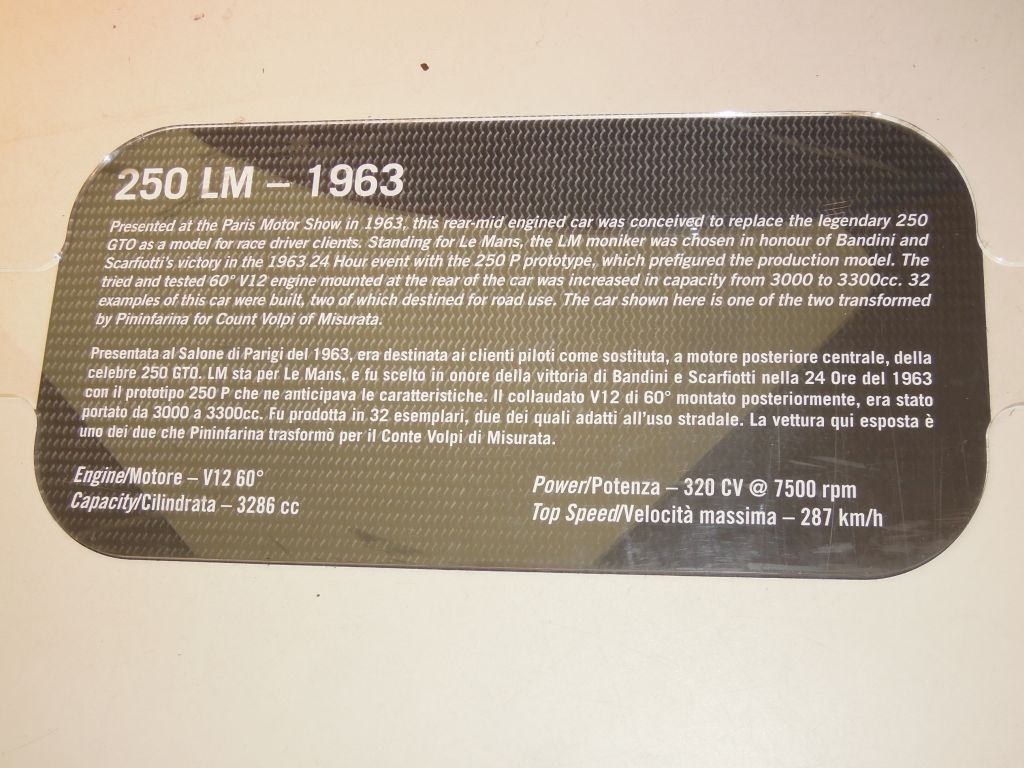 250 LM – 1963
Presented at the Paris Motor Show in 1963, this rear-mid engined car was conceived to replace the legendary 250
GTO as a model for race driver clients. Standing for Le Mans, the LM moniker was chosen in honour of Bandini and
Scarfiotti's victory in the 1963 24 Hour event with the 250 P prototype, which prefigured the production model. The
tried and tested 60° V12 engine mounted at the rear of the car was increased in capacity from 3000 to 3300cc. 32
examples of this car were built, two of which destined for road use. The car shown here is one of the two transformed
by Pininfarina for Count Volpi of Misurata.
Presentata al Salone di Parigi del 1963, era destinata ai clienti piloti come sostituta, a motore posteriore centrale, della
celebre 250 GTO. LM sta per Le Mans, e fu scelto in onore della vittoria di Bandini e Scarfiotti nella 24 Ore del 1963
con il prototipo 250 P che ne anticipava le caratteristiche. Il collaudato V12 di 60° montato posteriormente, era stato
portato da 3000 a 3300cc. Fu prodotta in 32 esemplari, due dei quali adatti all'uso stradale. La vettura qui esposta è
uno dei due che Pininfarina trasformò per il Conte Volpi di Misurata.
Engine/Motore – V12 60°
Capacity/Cilindrata – 3286 cc
Power/Potenza – 320 CV @ 7500 rpm
Top Speed/Velocità massima – 287 km/h